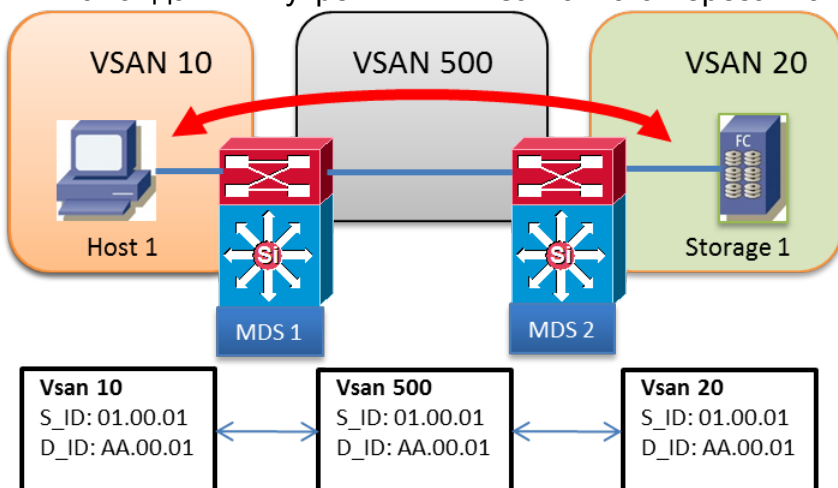 VSAN 10
VSAN 500
VSAN 20
FC
Host 1
Si
Si
Storage 1
MDS 1
MDS 2
Vsan 10
S_ID: 01.00.01
D_ID: AA.00.01
Vsan 500
S_ID: 01.00.01
D_ID: AA.00.01
Vsan 20
S_ID: 01.00.01
D_ID: AA.00.01